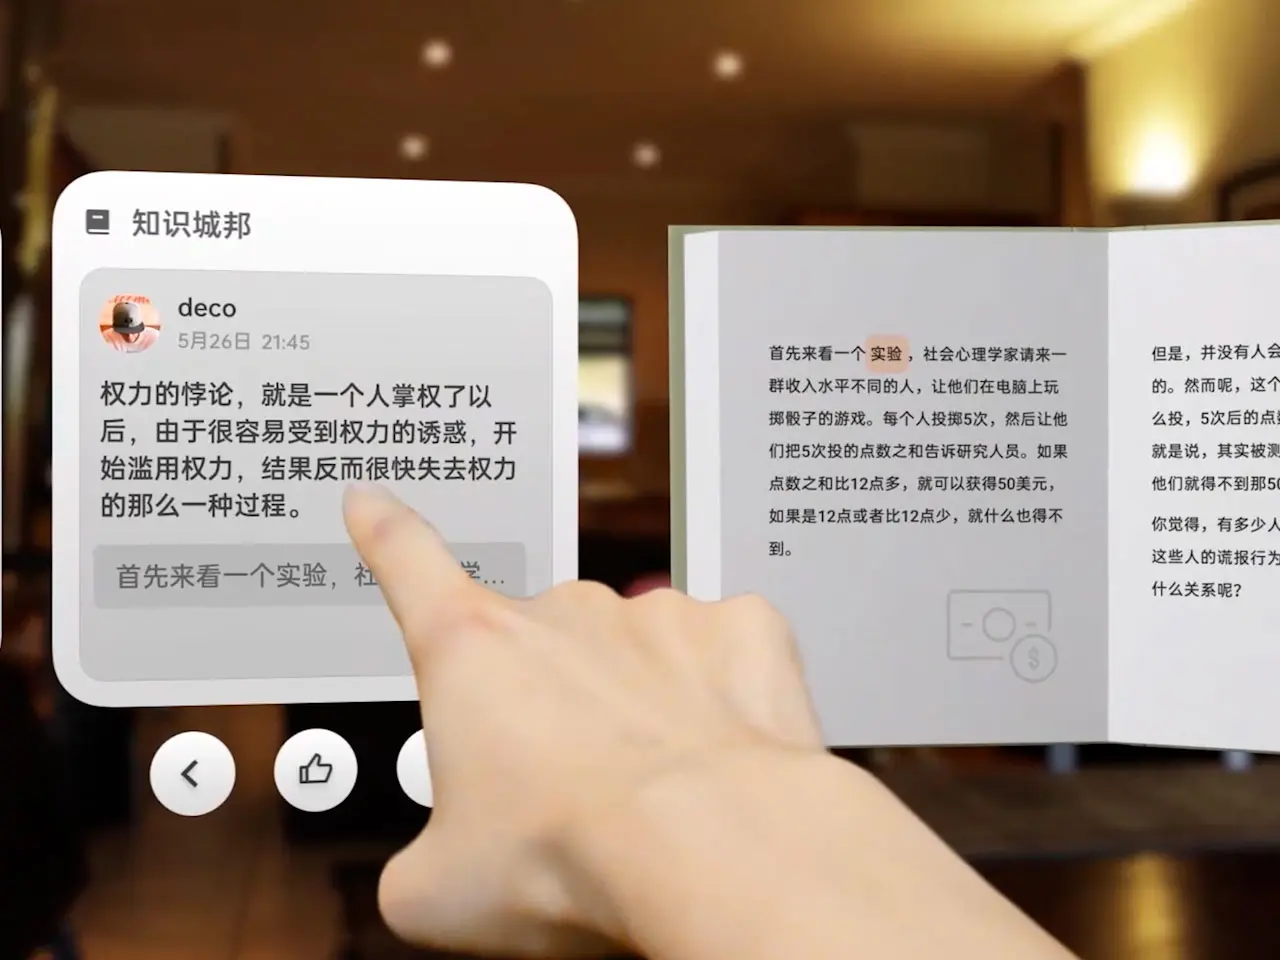 知识城邦
deco
5月26日 21:45
权力的悖论，就是一个人掌权了以
后，由于很容易受到权力的诱惑，开
始滥用权力，结果反而很快失去权力
的那么一种过程。
首先来看一个实验，社 学...
首先来看一个实验，社会心理学家请来一
群收入水平不同的人，让他们在电脑上玩
掷骰子的游戏。每个人投掷5次，然后让他
们把5次投的点数之和告诉研究人员。如果
点数之和比12点多，就可以获得50美元，
如果是12点或者比12点少，就什么也得不
到。
$
但是，并没有人会
的。然而呢，这个
么投，5次后的点数
就是说，其实被测
他们就得不到那50
你觉得，有多少人
这些人的谎报行为
什么关系呢？